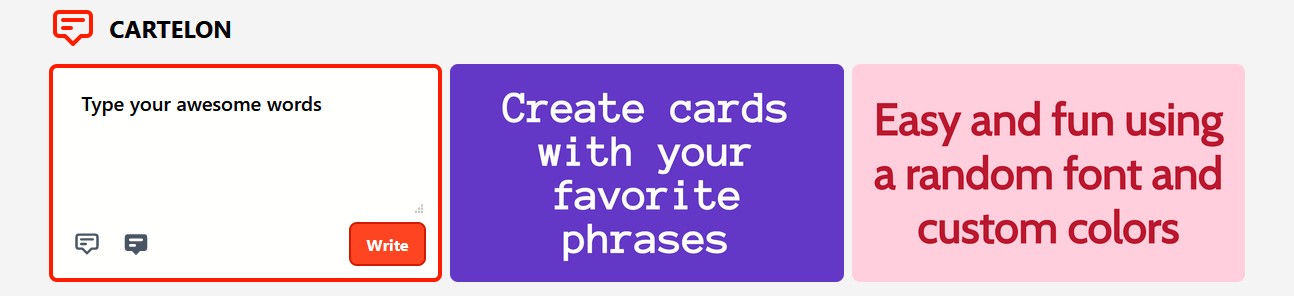 CARTELON
Type your awesome words
Write
Create cards
with your
favorite
phrases
Easy and fun using
a random font and
custom colors